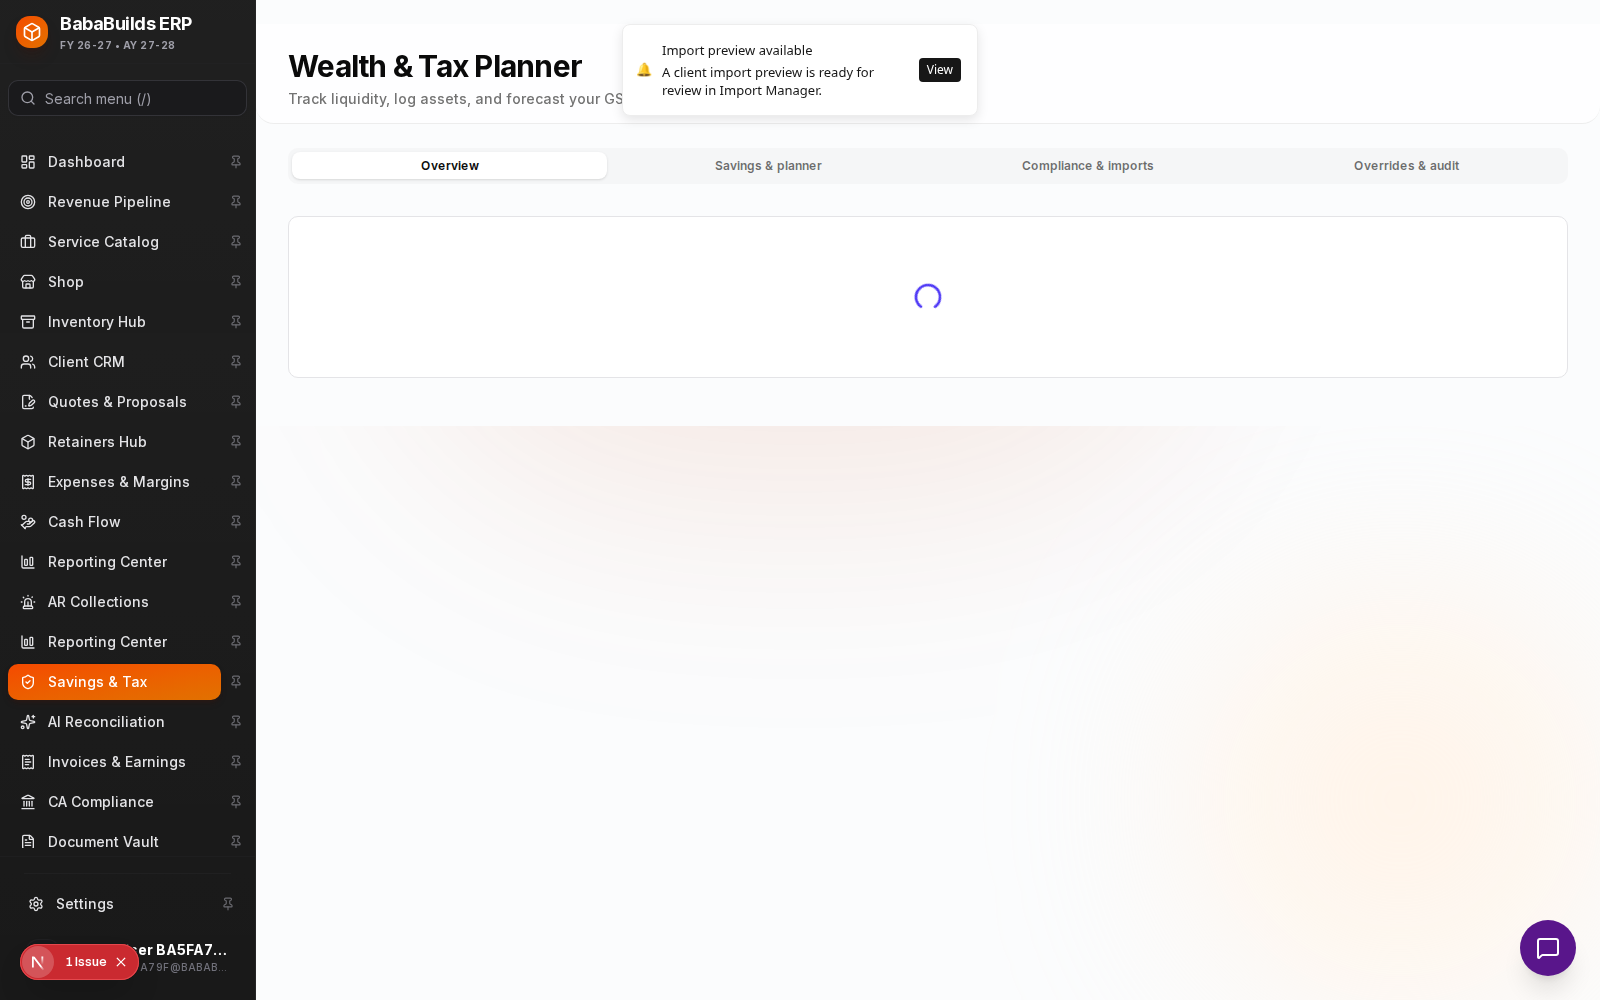 BabaBuilds ERP
FY 26-27 • AY 27-28
Search menu (/)
Dashboard
Revenue Pipeline
Service Catalog
Shop
Inventory Hub
Client CRM
Quotes & Proposals
Retainers Hub
Expenses & Margins
Cash Flow
Reporting Center
AR Collections
Reporting Center
Savings & Tax
AI Reconciliation
Invoices & Earnings
CA Compliance
Document Vault
Settings
1 Issue
ser BA5FA7...
A79F@BABAB...
Wealth & Tax Planner
Track liquidity, log assets, and forecast your GS
Import preview available
A client import preview is ready for
review in Import Manager.
View
Overview
Savings & planner
Compliance & imports
Overrides & audit